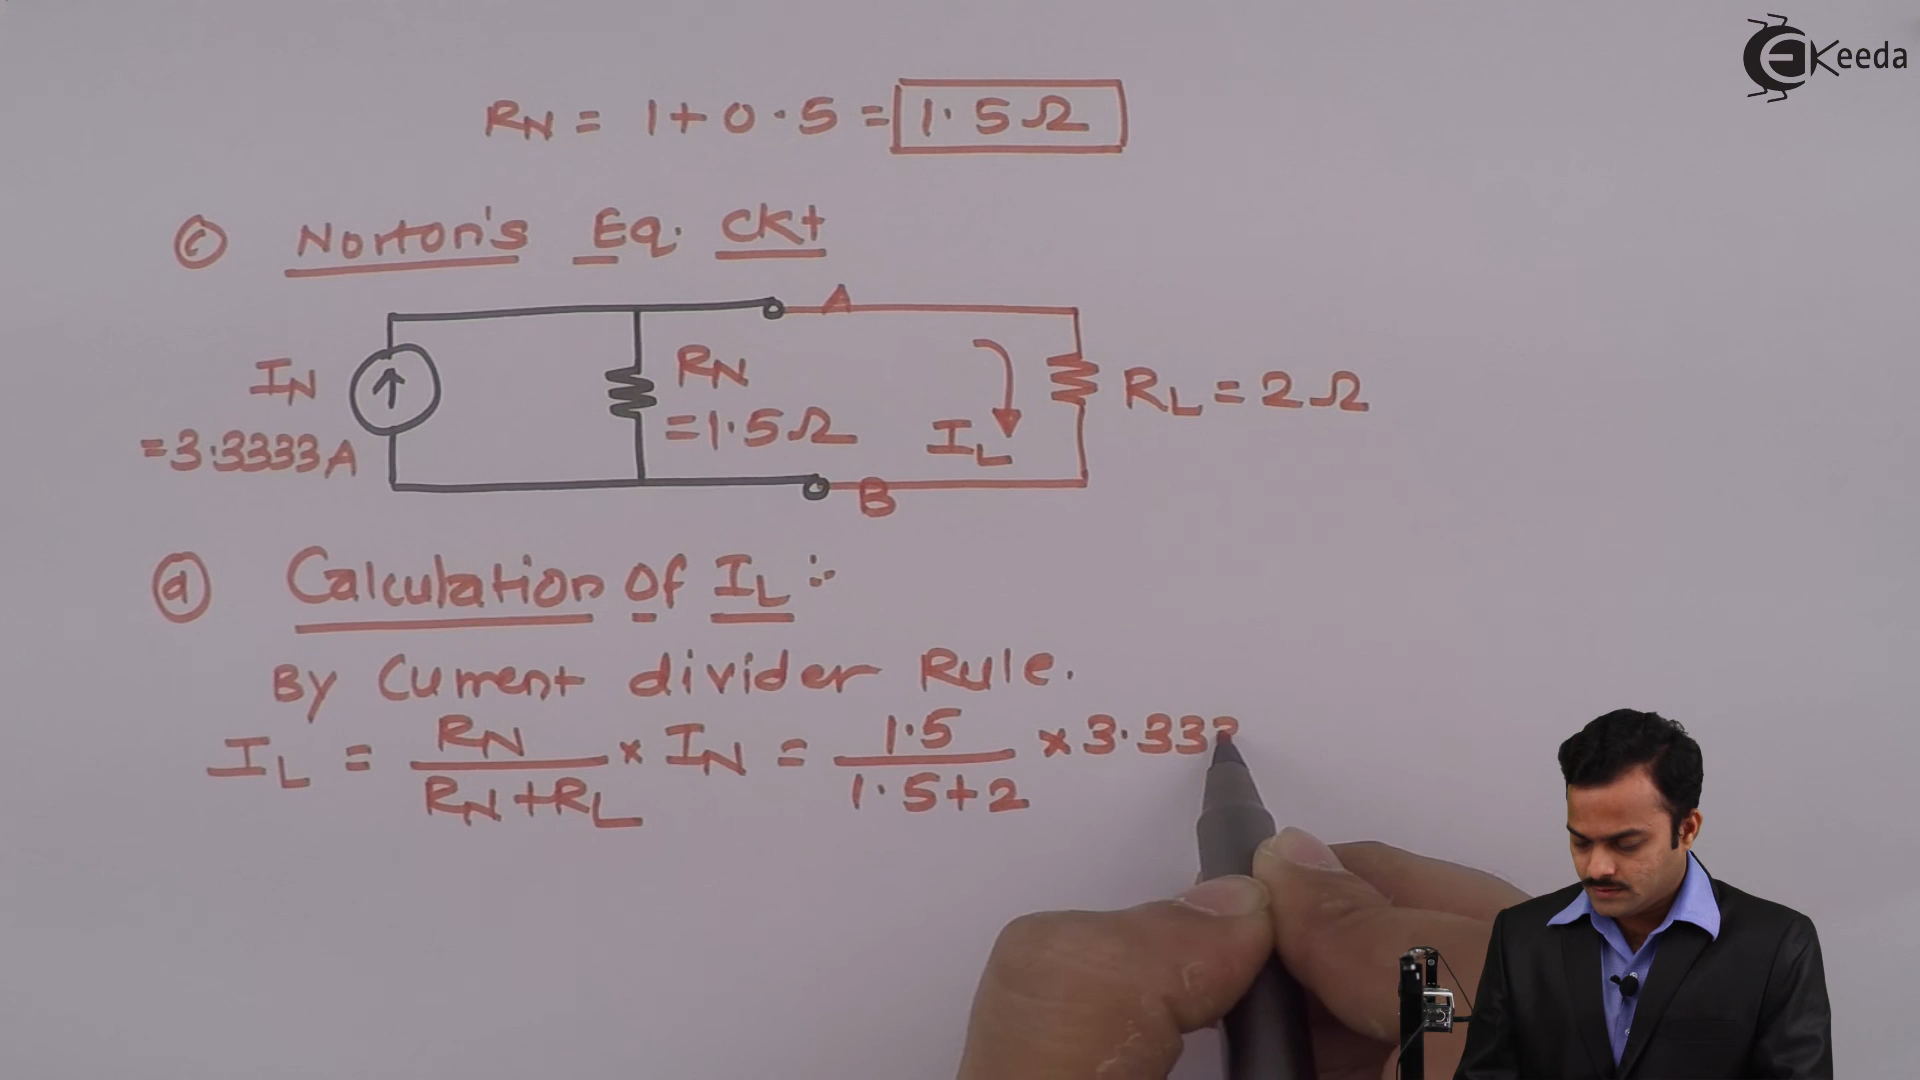 EKeeda
RN = 1+0.5 = 1.5Ω
c Norton's Eq. Ckt
A
IN
=3.3333A
RN
=1.5Ω
IL
RL=2Ω
B
d Calculation of IL :-
By Current divider Rule.
IL = RN / RN+RL × IN = 1.5 / 1.5+2 × 3.333